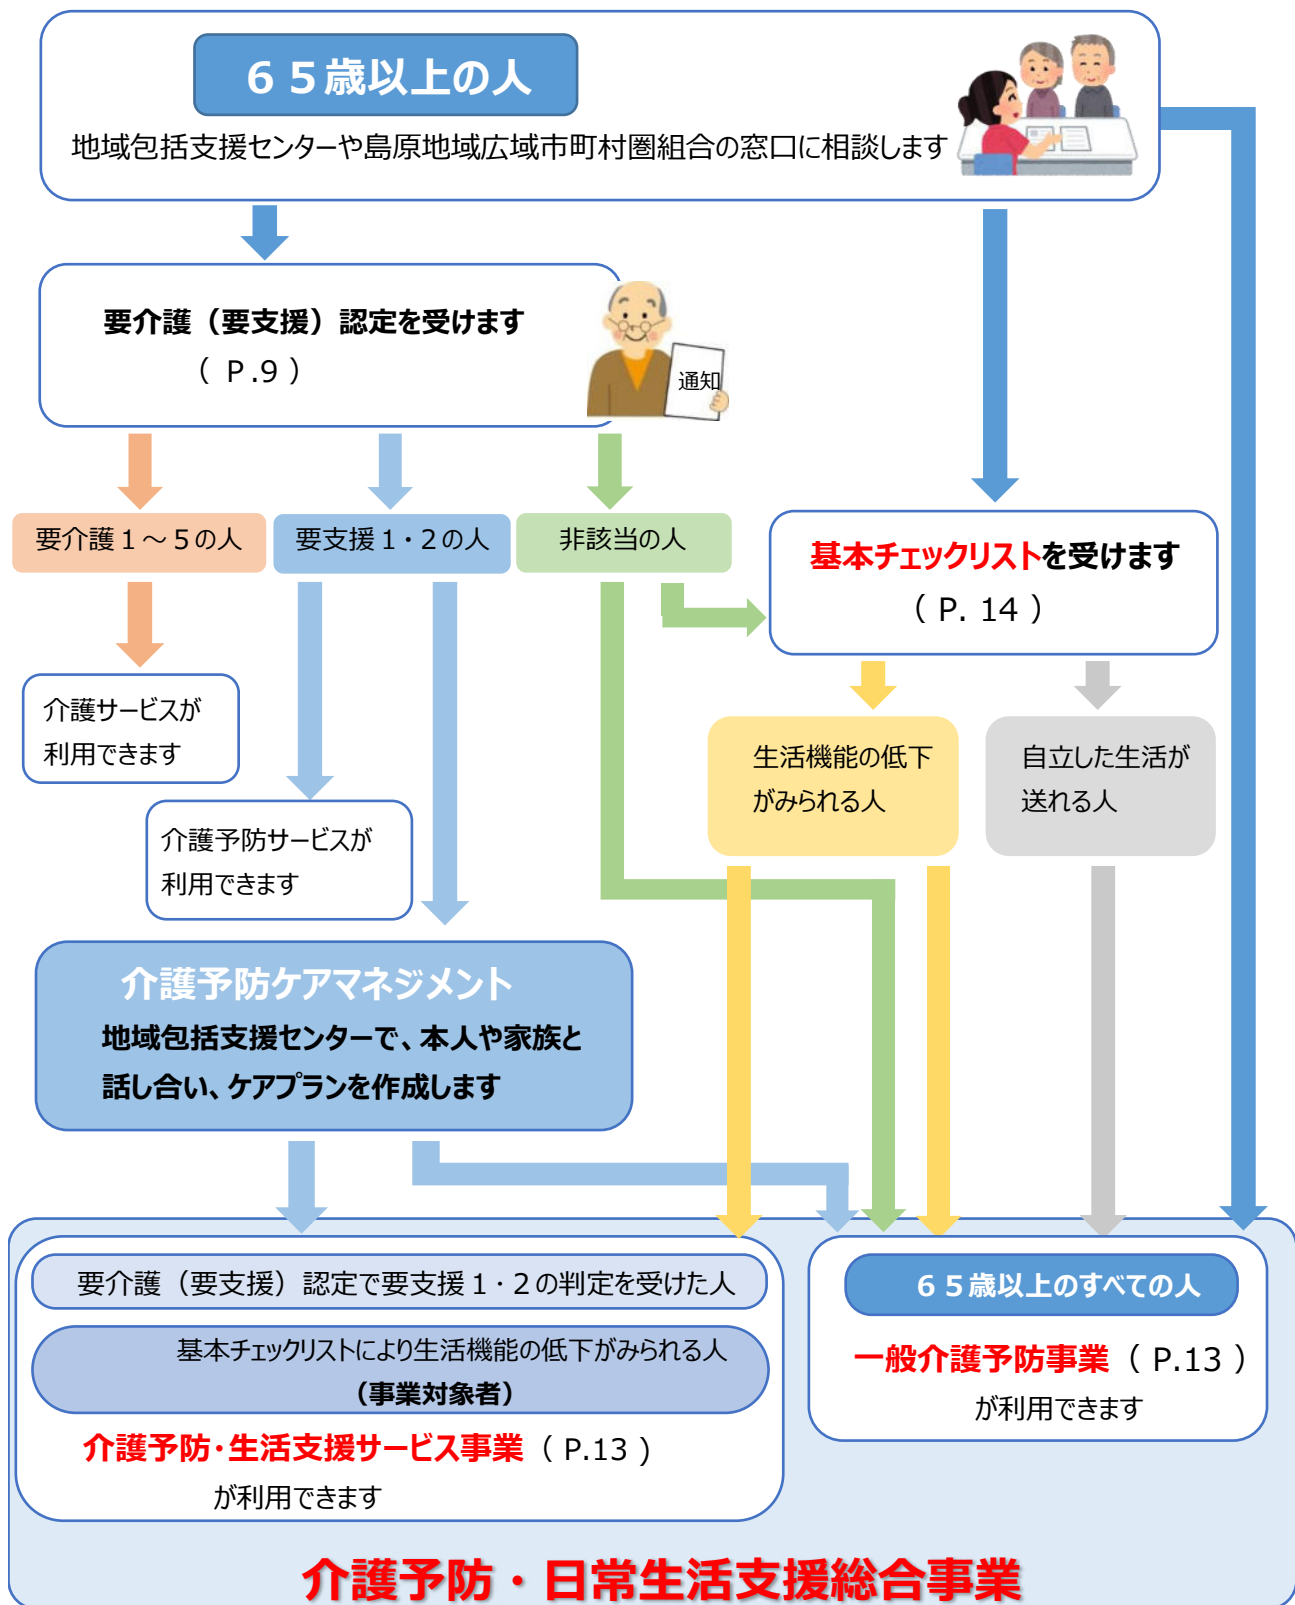 ６５歳以上の人
地域包括支援センターや島原地域広域市町村圏組合の窓口に相談します
要介護（要支援）認定を受けます
（ Ｐ.9 ）
通知
要介護１～５の人
要支援１・２の人
非該当の人
基本チェックリストを受けます
（ P. 14 ）
介護サービスが
利用できます
生活機能の低下
がみられる人
自立した生活が
送れる人
介護予防サービスが
利用できます
介護予防ケアマネジメント
地域包括支援センターで、本人や家族と
話し合い、ケアプランを作成します
要介護（要支援）認定で要支援１・２の判定を受けた人
基本チェックリストにより生活機能の低下がみられる人
（事業対象者）
介護予防・生活支援サービス事業（ P.13 ）
が利用できます
６５歳以上のすべての人
一般介護予防事業（ P.13 ）
が利用できます
介護予防・日常生活支援総合事業